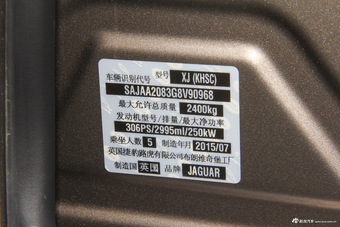 车辆识别代号 型号 XJ (KHSC)
SAJAA2083G8V90968
最大允许总质量
2400kg
发动机型号/排量/最大净功率
306PS/2995ml/250kW
乘坐人数 5 制造年月 2015/07
英国捷豹路虎有限公司布朗维奇堡工厂
制造国 英国 品牌 JAGUAR